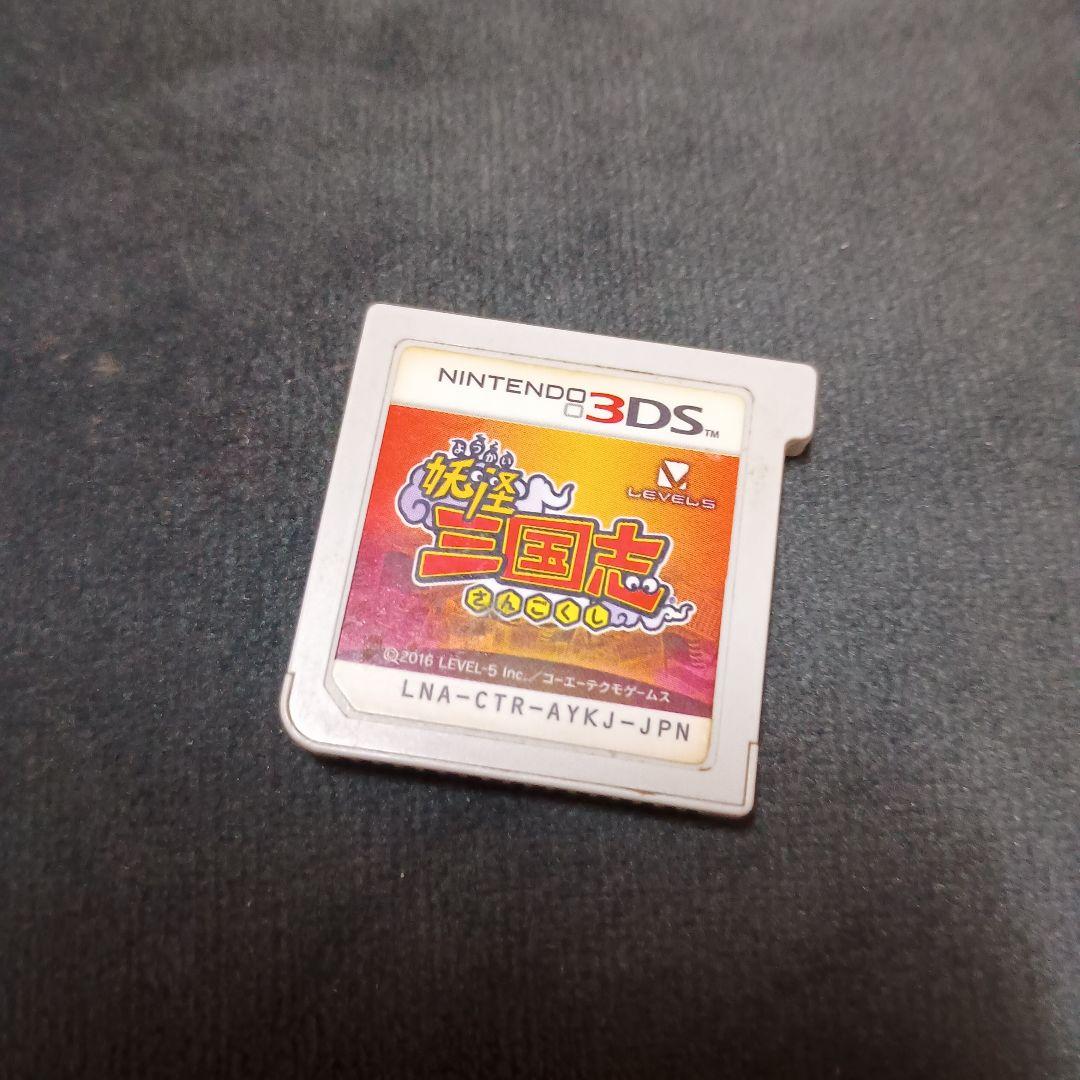 NINTENDO 3DS™
ようかい
妖怪
LEVEL5
三国志
さんごくし
©2016 LEVEL-5 Inc./コーエーテクモゲームス
LNA-CTR-AYKJ-JPN